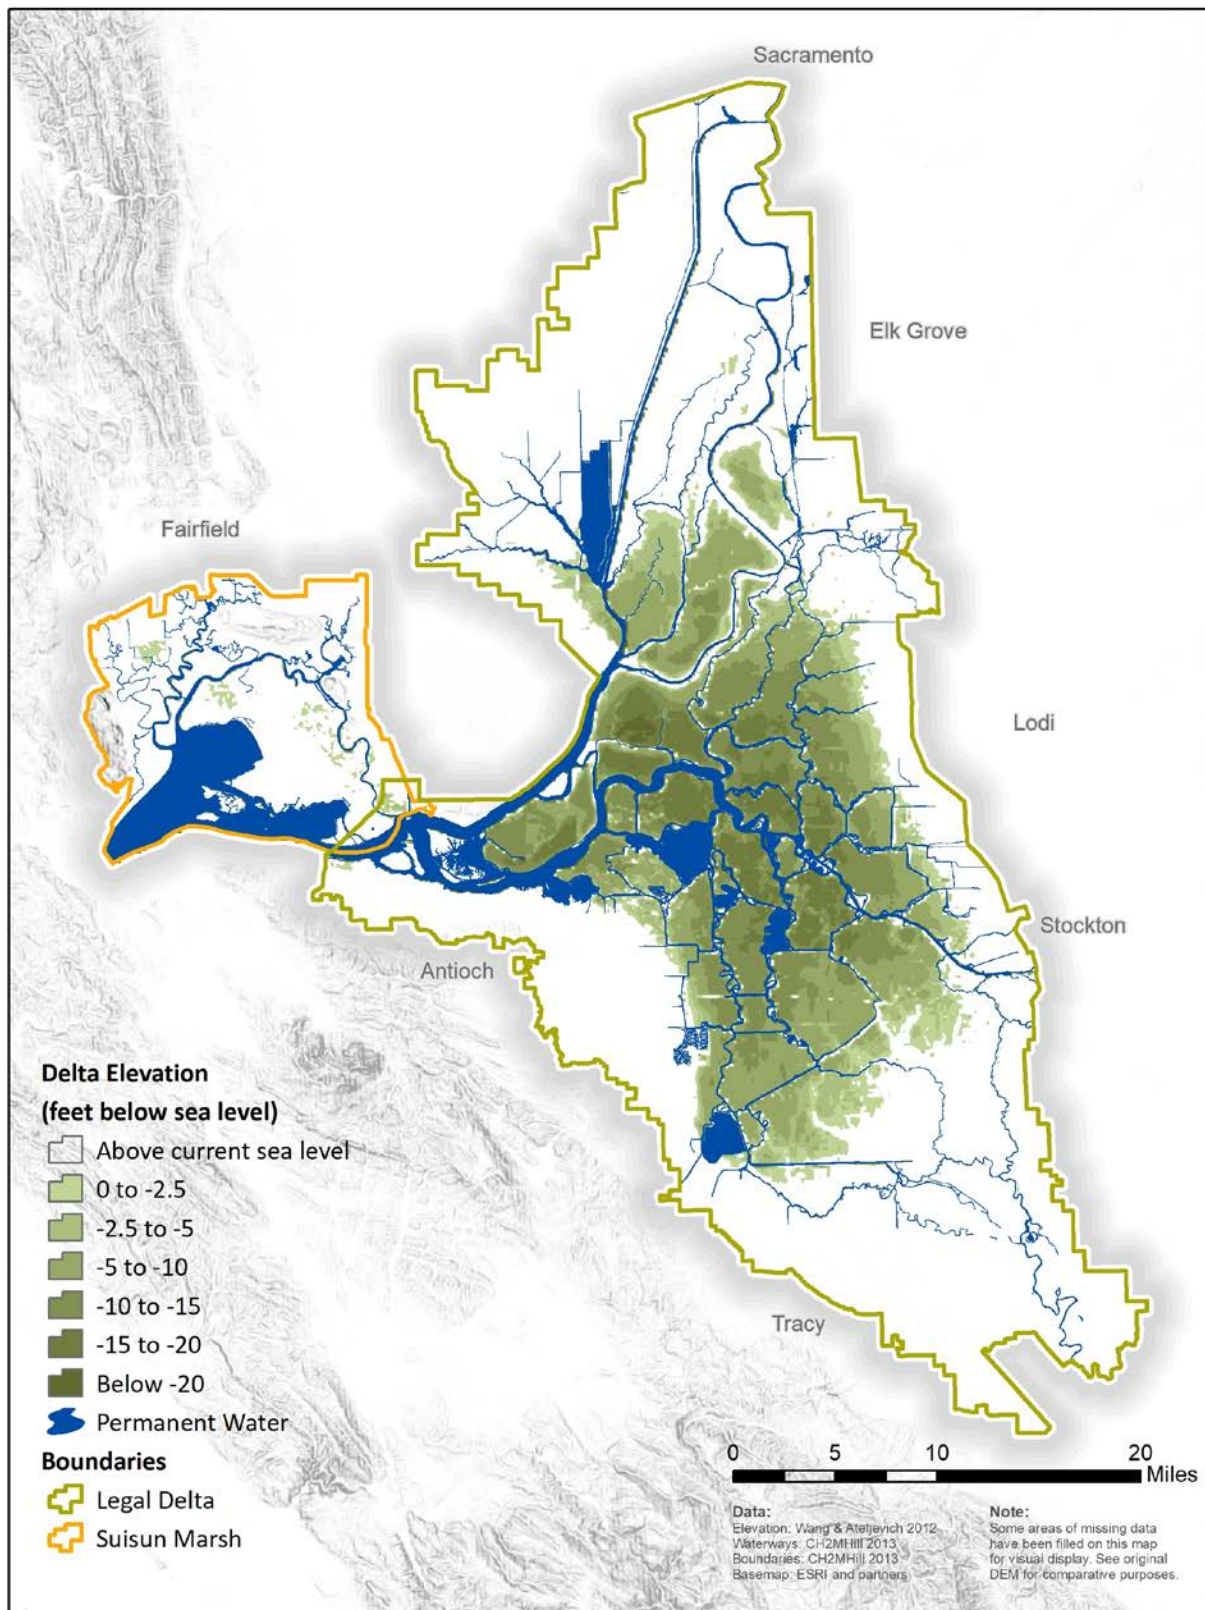 Sacramento
Elk Grove
Fairfield
Lodi
Stockton
Antioch
Tracy
Delta Elevation
(feet below sea level)
Above current sea level
0 to -2.5
-2.5 to -5
-5 to -10
-10 to -15
-15 to -20
Below -20
Permanent Water
Boundaries
Legal Delta
Suisun Marsh
0 5 10 20
Miles
Data:
Elevation: Wang & Ateljevich 2012
Waterways: CH2MHill 2013
Boundaries: CH2MHill 2013
Basemap: ESRI and partners
Note:
Some areas of missing data
have been filled on this map
for visual display. See original
DEM for comparative purposes.